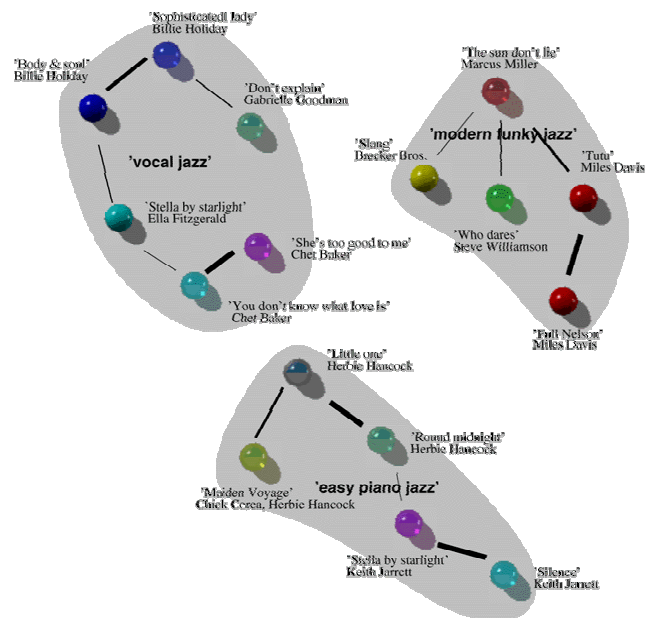 'Sophisticatedl lady'
Billie Holiday
'Body & soul'
Billie Holiday
'Don't explain'
Gabrielle Goodman
'vocal jazz'
'Stella by starlight'
Ella Fitzgerald
'She's too good to me'
Chet Baker
'You don't know what love is'
Chet Baker
'The sun don't lie'
Marcus Miller
'modern funky jazz'
'Slang'
Brecker Bros.
'Tutu'
Miles Davis
'Who dares'
Steve Williamson
'Full Nelson'
Miles Davis
'Little one'
Herbie Hancock
'Round midnight'
Herbie Hancock
'easy piano jazz'
'Maiden Voyage'
Chick Corea, Herbie Hancock
'Stella by starlight'
Keith Jarrett
'Silence'
Keith Jarrett